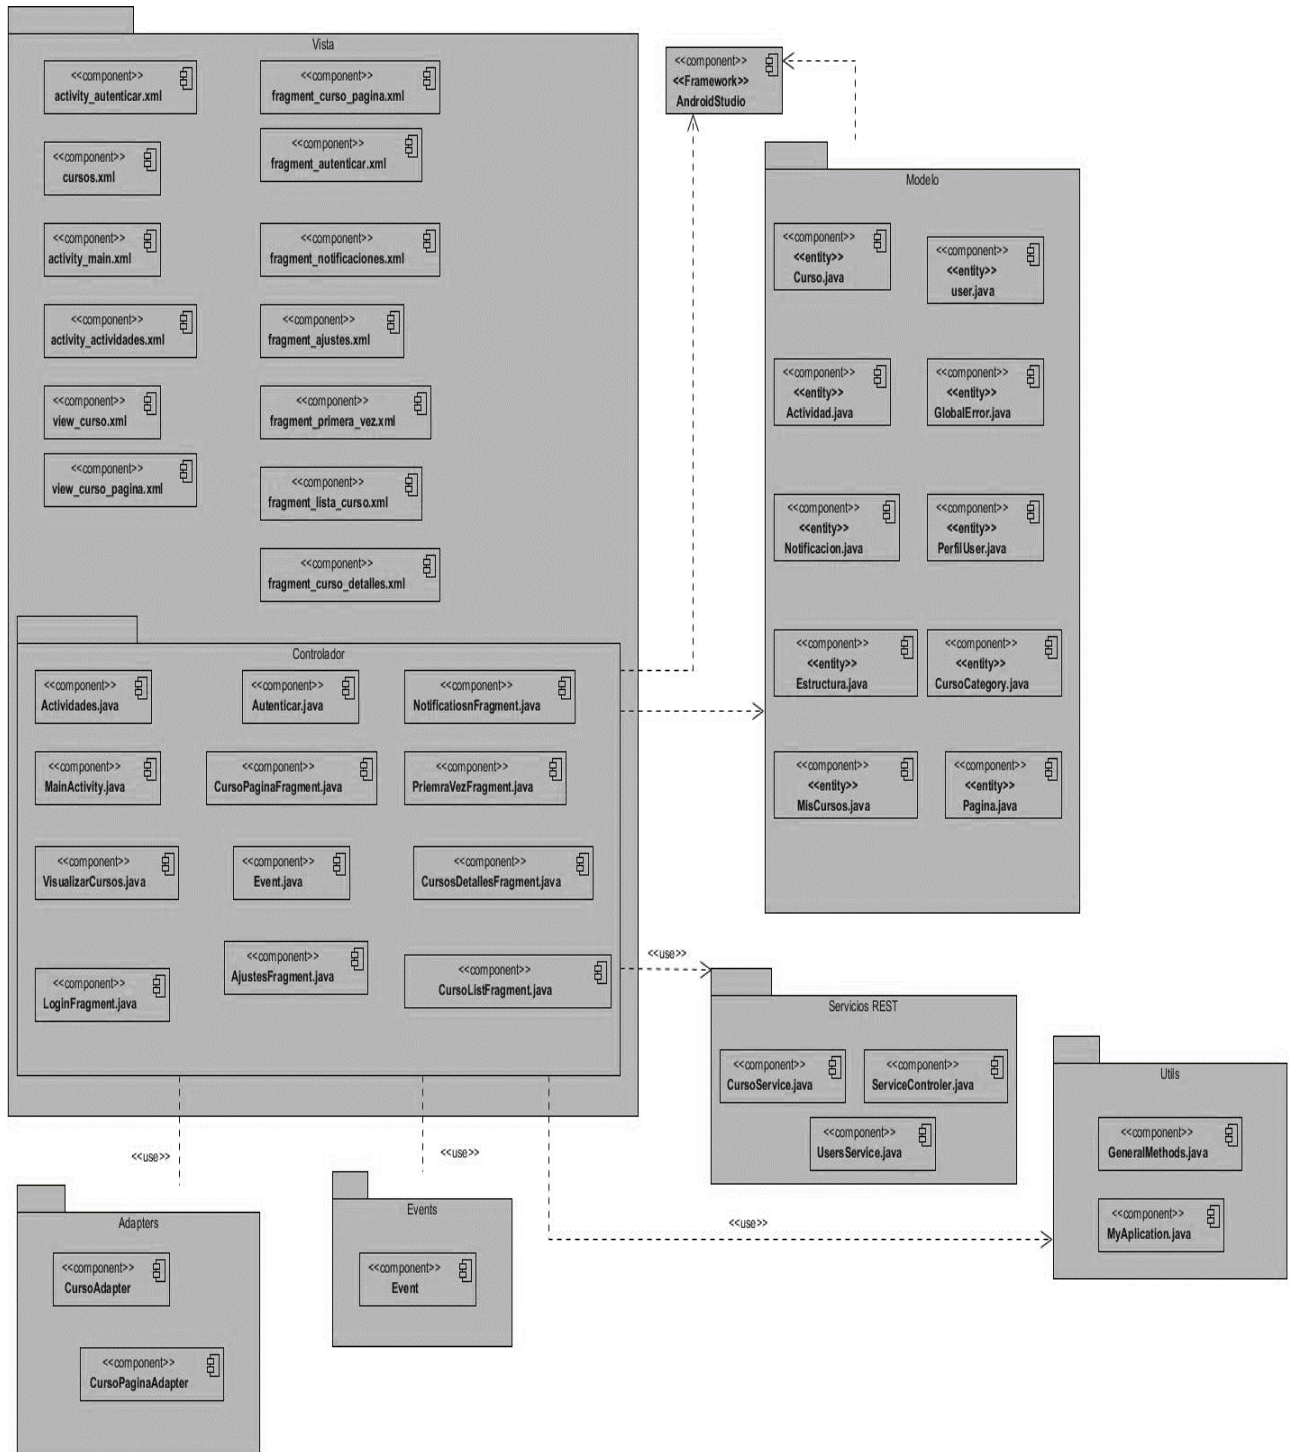 Vista
<<component>>
activity_autenticar.xml
<<component>>
fragment_curso_pagina.xml
<<component>>
cursos.xml
<<component>>
fragment_autenticar.xml
<<component>>
activity_main.xml
<<component>>
fragment_notificaciones.xml
<<component>>
activity_actividades.xml
<<component>>
fragment_ajustes.xml
<<component>>
view_curso.xml
<<component>>
fragment_primera_vez.xml
<<component>>
view_curso_pagina.xml
<<component>>
fragment_lista_curso.xml
<<component>>
fragment_curso_detalles.xml
Controlador
<<component>>
Actividades.java
<<component>>
Autenticar.java
<<component>>
NotificatiosnFragment.java
<<component>>
MainActivity.java
<<component>>
CursoPaginaFragment.java
<<component>>
PriemraVezFragment.java
<<component>>
VisualizarCursos.java
<<component>>
Event.java
<<component>>
CursosDetallesFragment.java
<<component>>
LoginFragment.java
<<component>>
AjustesFragment.java
<<component>>
CursoListFragment.java
<<component>>
<<Framework>>
AndroidStudio
Modelo
<<component>>
<<entity>>
Curso.java
<<component>>
<<entity>>
user.java
<<component>>
<<entity>>
Actividad.java
<<component>>
<<entity>>
GlobalError.java
<<component>>
<<entity>>
Notificacion.java
<<component>>
<<entity>>
PerfilUser.java
<<component>>
<<entity>>
Estructura.java
<<component>>
<<entity>>
CursoCategory.java
<<component>>
<<entity>>
MisCursos.java
<<component>>
<<entity>>
Pagina.java
<<use>>
Servicios REST
<<component>>
CursoService.java
<<component>>
ServiceControler.java
<<component>>
UsersService.java
Utils
<<component>>
GeneralMethods.java
<<component>>
MyAplication.java
<<use>>
<<use>>
<<use>>
Adapters
<<component>>
CursoAdapter
<<component>>
CursoPaginaAdapter
Events
<<component>>
Event